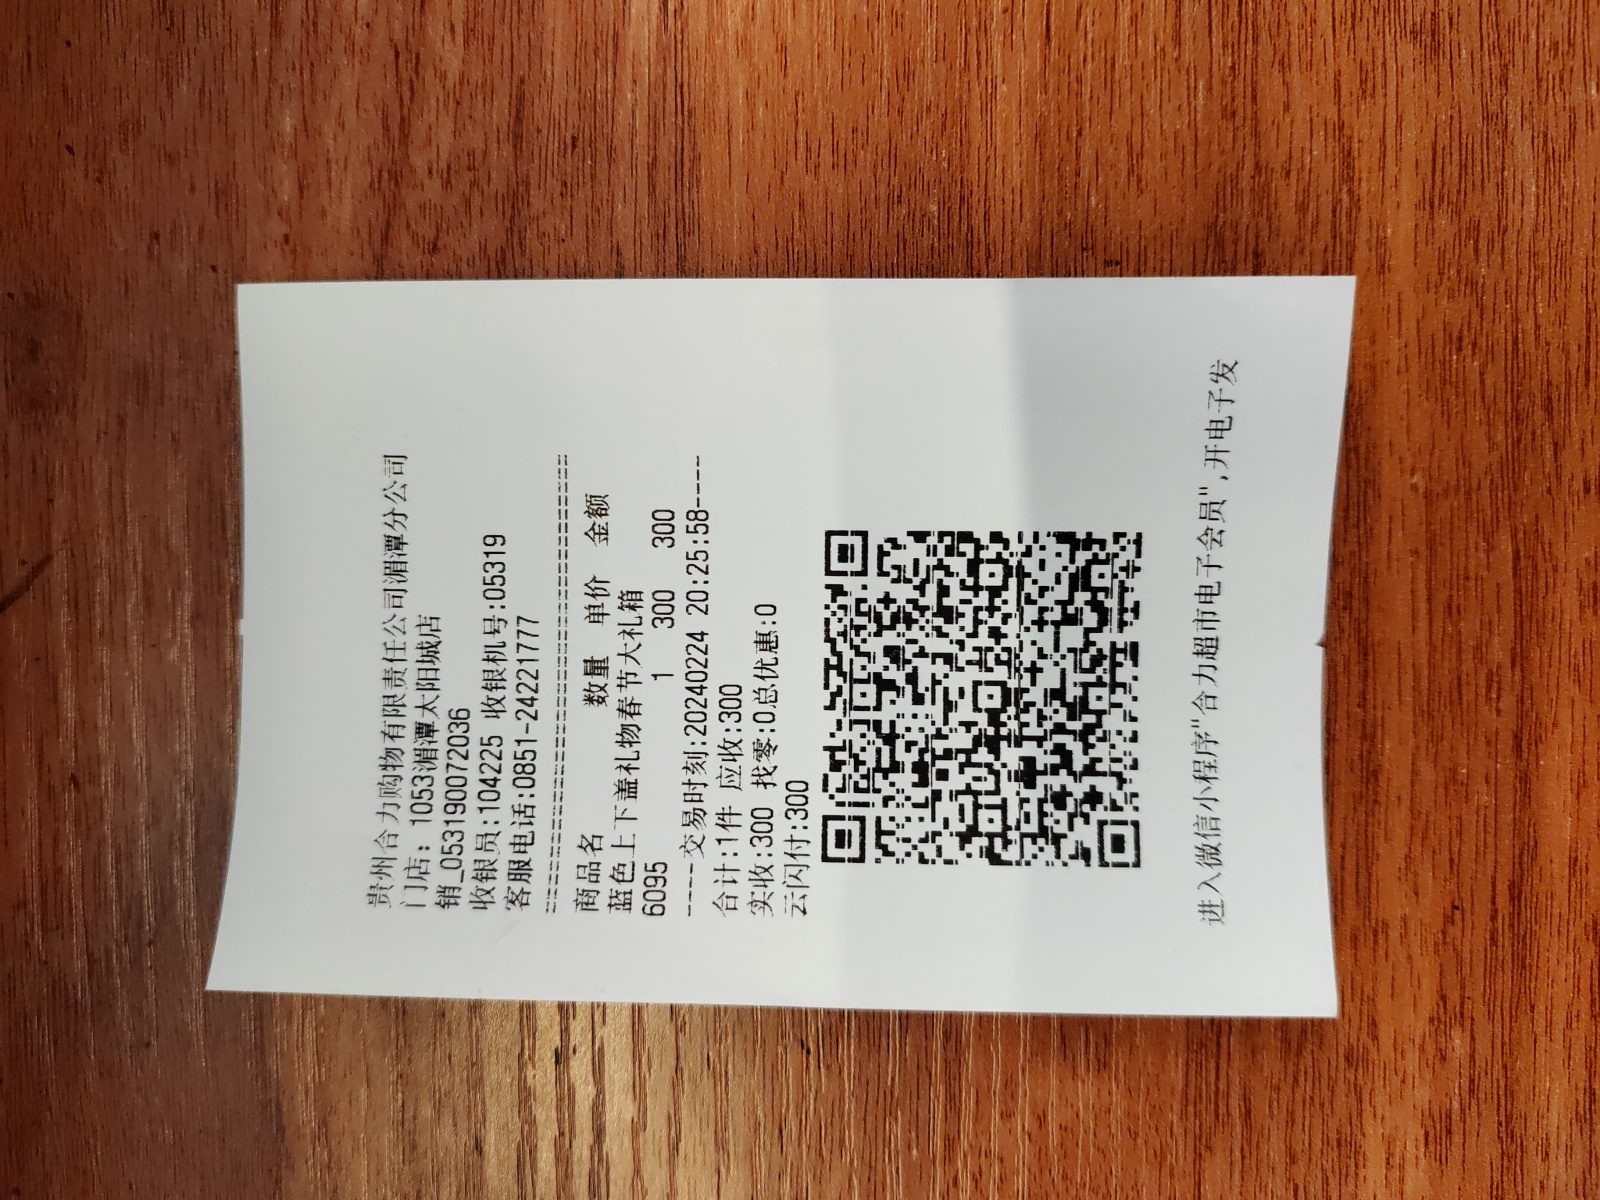 贵州合力购物有限责任公司湄潭分公司
门店: 1053湄潭太阳城店
销_053190072036
收银员:104225 收银机号:05319
客服电话:0851-24221777
================================
商品名 数量 单价 金额
蓝色上下盖礼物春节大礼箱
6095 1 300 300
----交易时刻:20240224 20:25:58----
合计:1件 应收:300
实收:300 找零:0总优惠:0
云闪付:300
进入微信小程序"合力超市电子会员",开电子发